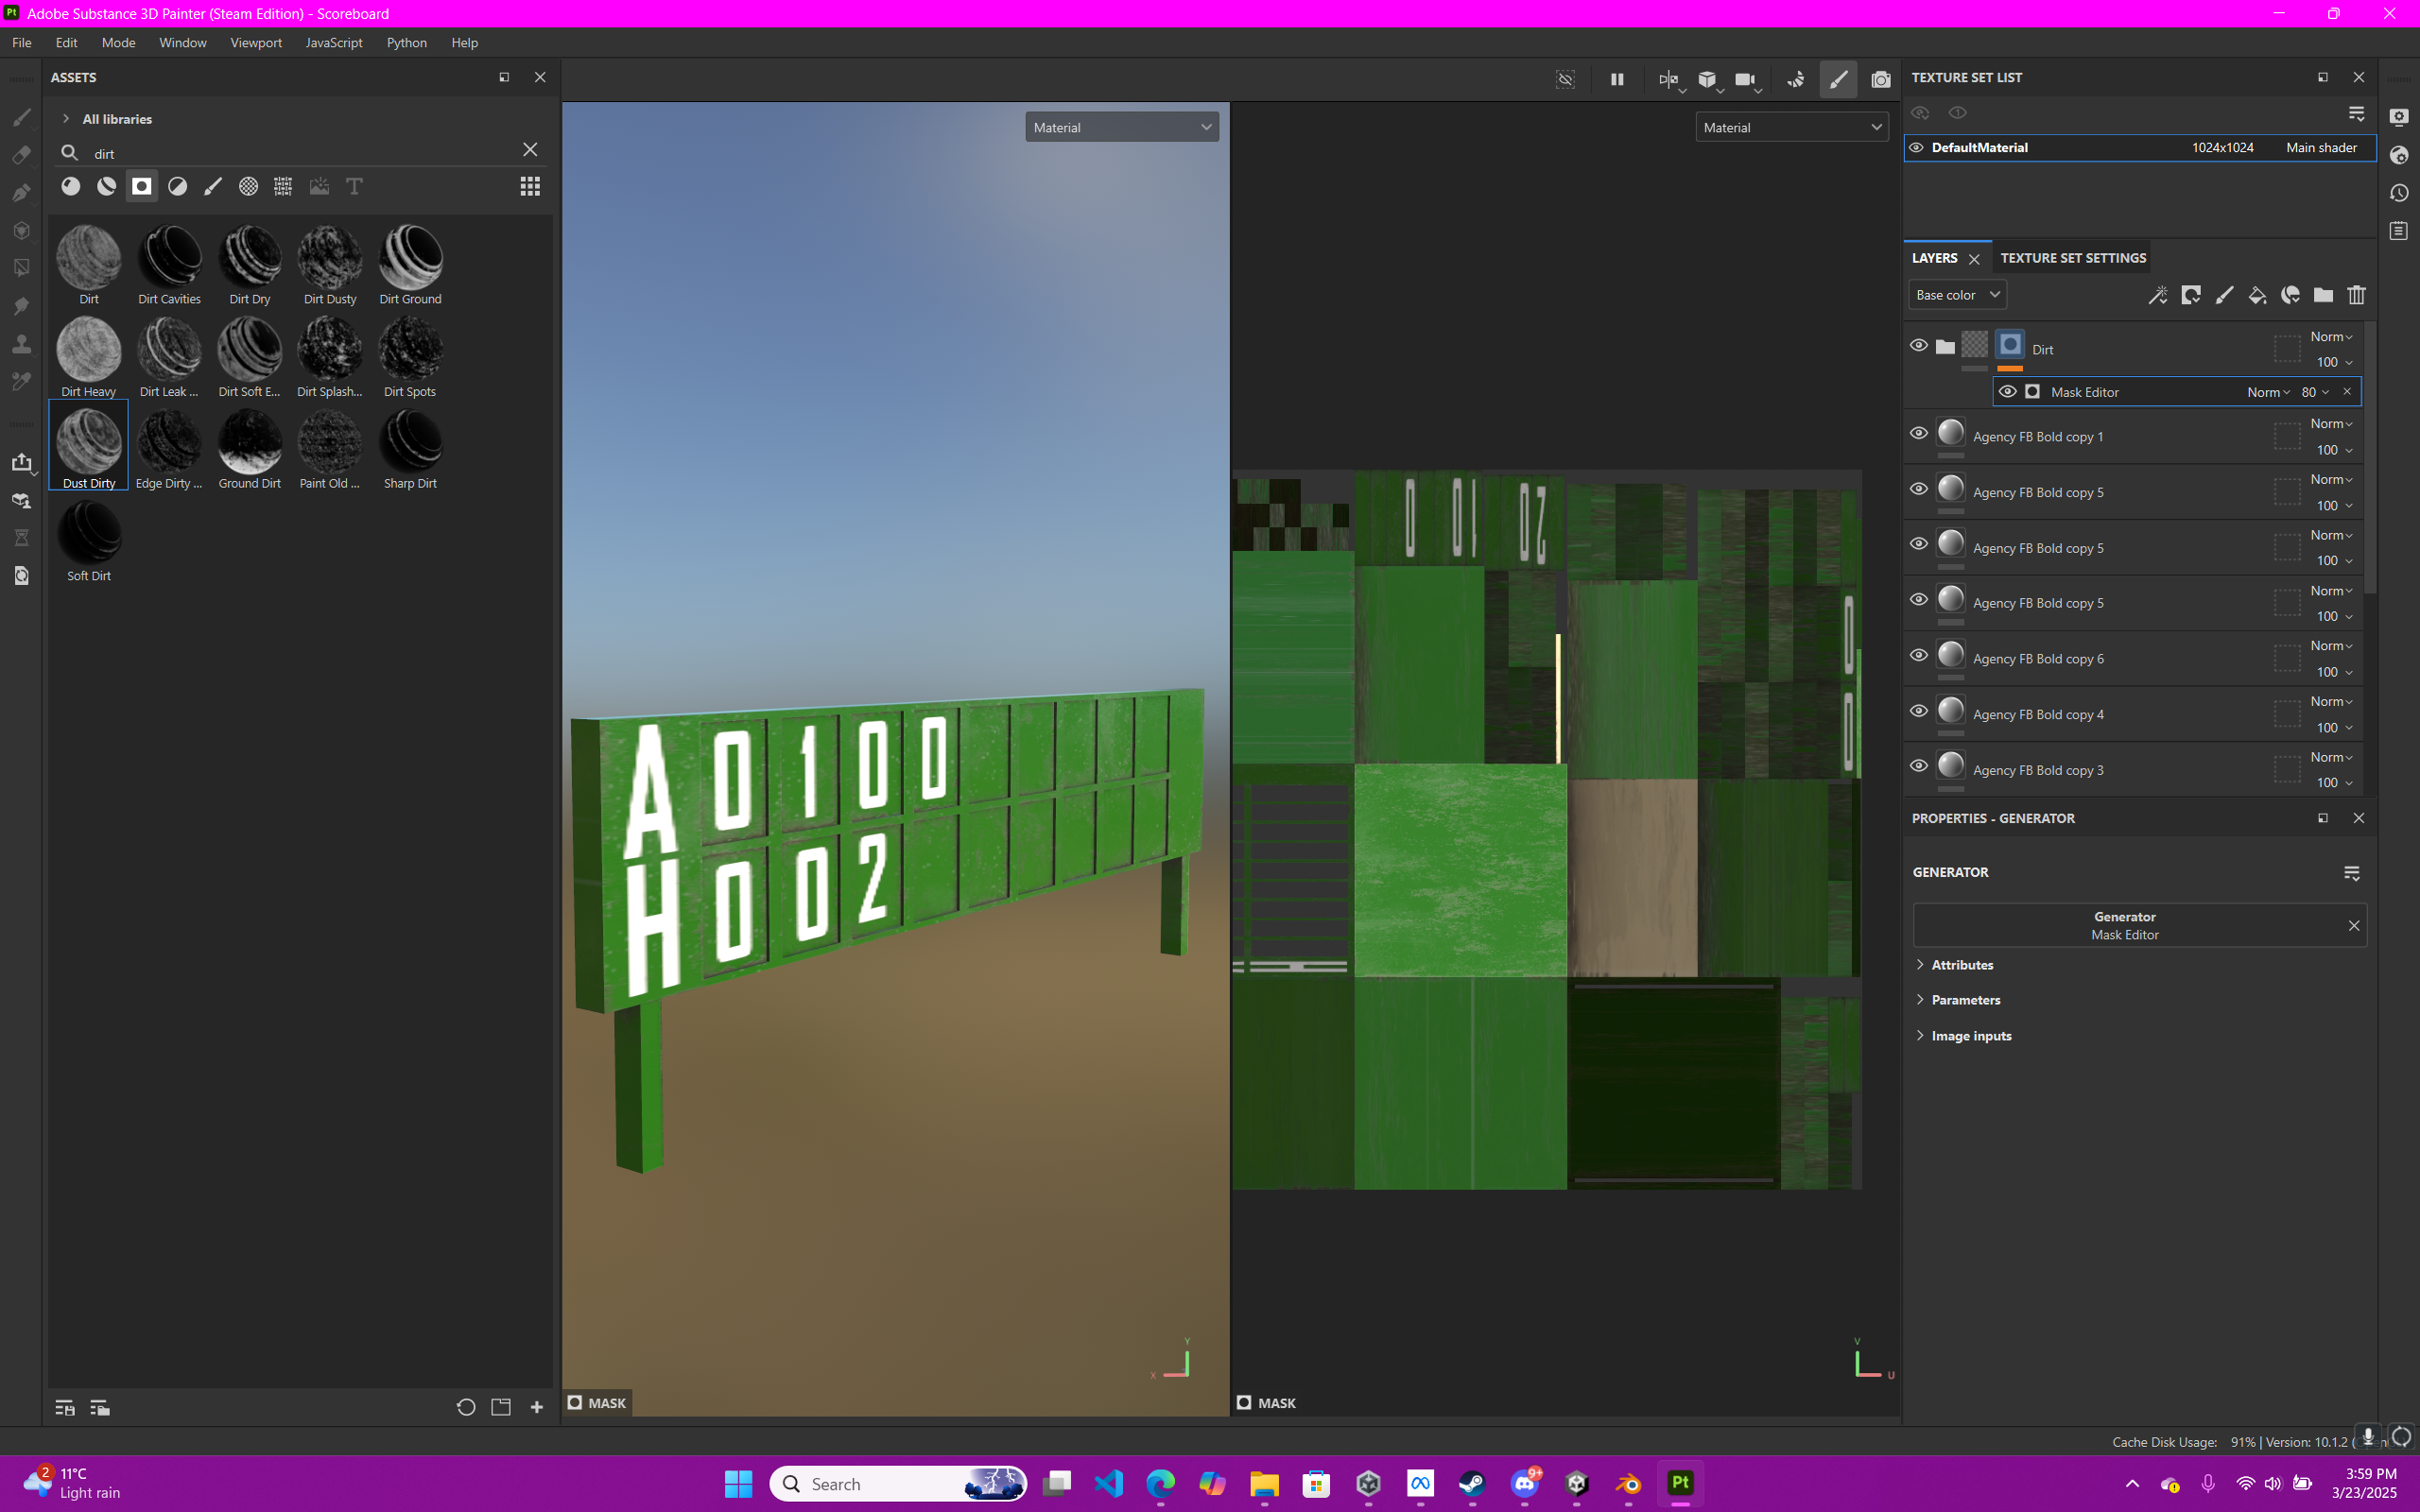 Pt Adobe Substance 3D Painter (Steam Edition) - Scoreboard
File Edit Mode Window Viewport JavaScript Python Help
ASSETS
All libraries
dirt
Dirt Dirt Cavities Dirt Dry Dirt Dusty Dirt Ground
Dirt Heavy Dirt Leak ... Dirt Soft E... Dirt Splash... Dirt Spots
Dust Dirty Edge Dirty ... Ground Dirt Paint Old ... Sharp Dirt
Soft Dirt
Material
A 0 1 0 0
H 0 0 2
Y
X
MASK
Material
V
U
MASK
TEXTURE SET LIST
DefaultMaterial 1024x1024 Main shader
LAYERS TEXTURE SET SETTINGS
Base color
Dirt Norm 100
Mask Editor Norm 80
Agency FB Bold copy 1 Norm 100
Agency FB Bold copy 5 Norm 100
Agency FB Bold copy 5 Norm 100
Agency FB Bold copy 5 Norm 100
Agency FB Bold copy 6 Norm 100
Agency FB Bold copy 4 Norm 100
Agency FB Bold copy 3 Norm 100
PROPERTIES - GENERATOR
GENERATOR
Generator
Mask Editor
Attributes
Parameters
Image inputs
Cache Disk Usage: 91% | Version: 10.1.2
2 11°C
Light rain
Search
9+
Pt
3:59 PM
3/23/2025